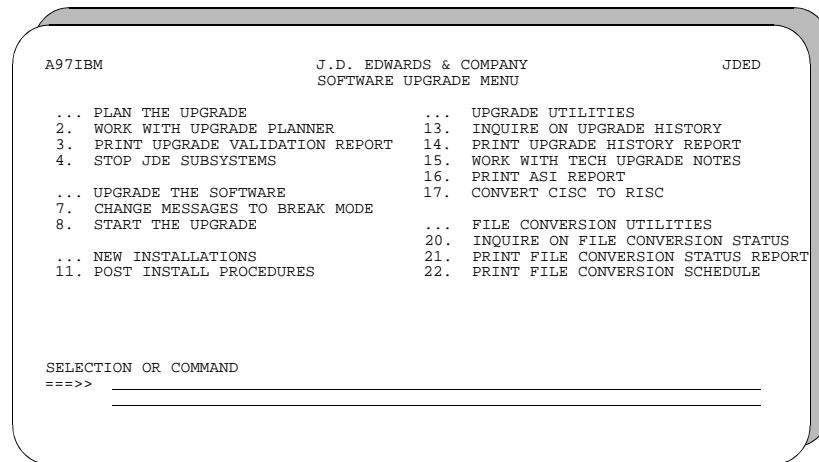 A97IBM J.D. EDWARDS & COMPANY JDED
SOFTWARE UPGRADE MENU
... PLAN THE UPGRADE
2. WORK WITH UPGRADE PLANNER
3. PRINT UPGRADE VALIDATION REPORT
4. STOP JDE SUBSYSTEMS
... UPGRADE THE SOFTWARE
7. CHANGE MESSAGES TO BREAK MODE
8. START THE UPGRADE
... NEW INSTALLATIONS
11. POST INSTALL PROCEDURES
... UPGRADE UTILITIES
13. INQUIRE ON UPGRADE HISTORY
14. PRINT UPGRADE HISTORY REPORT
15. WORK WITH TECH UPGRADE NOTES
16. PRINT ASI REPORT
17. CONVERT CISC TO RISC
... FILE CONVERSION UTILITIES
20. INQUIRE ON FILE CONVERSION STATUS
21. PRINT FILE CONVERSION STATUS REPORT
22. PRINT FILE CONVERSION SCHEDULE
SELECTION OR COMMAND
===>>